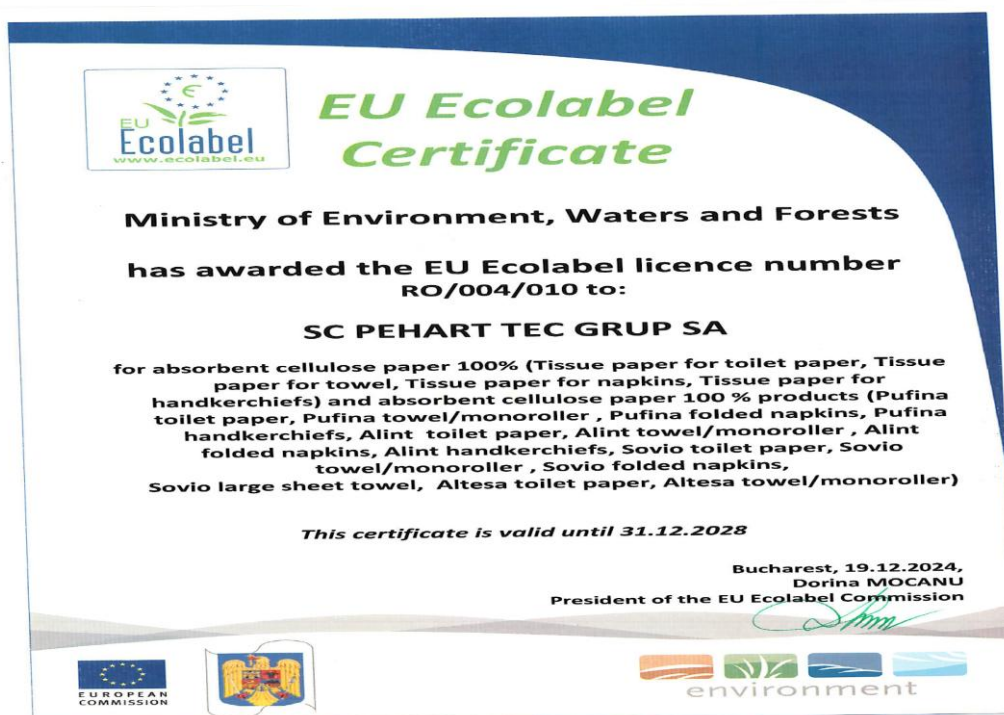 EU
Ecolabel
www.ecolabel.eu
EU Ecolabel
Certificate
Ministry of Environment, Waters and Forests
has awarded the EU Ecolabel licence number
RO/004/010 to:
SC PEHART TEC GRUP SA
for absorbent cellulose paper 100% (Tissue paper for toilet paper, Tissue
paper for towel, Tissue paper for napkins, Tissue paper for
handkerchiefs) and absorbent cellulose paper 100 % products (Pufina
toilet paper, Pufina towel/monoroller , Pufina folded napkins, Pufina
handkerchiefs, Alint toilet paper, Alint towel/monoroller , Alint
folded napkins, Alint handkerchiefs, Sovio toilet paper, Sovio
towel/monoroller , Sovio folded napkins,
Sovio large sheet towel, Altesa toilet paper, Altesa towel/monoroller)
This certificate is valid until 31.12.2028
Bucharest, 19.12.2024,
Dorina MOCANU
President of the EU Ecolabel Commission
EUROPEAN
COMMISSION
environment